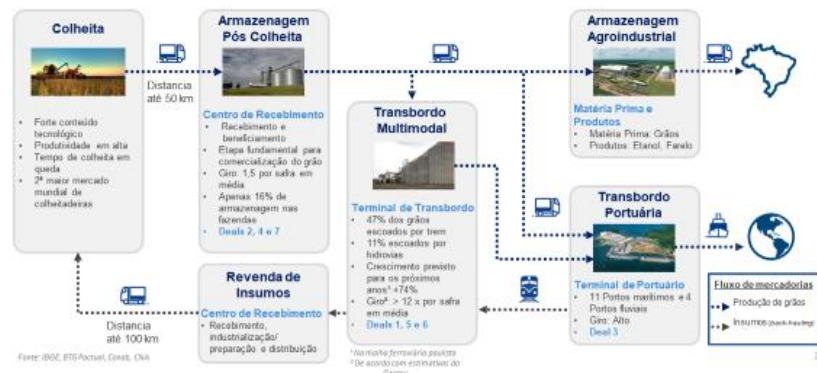 Colheita
Forte conteúdo
tecnológico
Produtividade em alta
Tempo de colheita em
queda
2º maior mercado
mundial de
colheitadeiras
Distancia
até 50 km
Armazenagem
Pós Colheita
Centro de Recebimento
Recebimento e
beneficiamento
Etapa fundamental para
comercialização do grão
Giro: 1,5 por safra em
média
Apenas 16% de
armazenagem nas
fazendas
Deals 2, 4 e 7
Transbordo
Multimodal
Terminal de Transbordo
47% dos grãos
escoados por trem
11% escoados por
hidrovias
Crescimento previsto
para os próximos
anos¹ +74%
Giro²: > 12 x por safra
em média
Deals 1, 5 e 6
Armazenagem
Agroindustrial
Matéria Prima e
Produtos
Matéria Prima: Grãos
Produtos: Etanol, Farelo
Transbordo
Portuária
Terminal de Portuário
11 Portos marítimos e 4
Portos fluviais
Giro: Alto
Deal 3
Revenda de
Insumos
Centro de Recebimento
Recebimento,
industrialização/
preparação e distribuição
Distancia
até 100 km
Fluxo de mercadorias
Produção de grãos
Insumos (back hauling)
Fonte: IBGE, BTG Pactual, Conab, CNA
¹ Na malha ferroviária paulista
² De acordo com estimativas do
Gestor